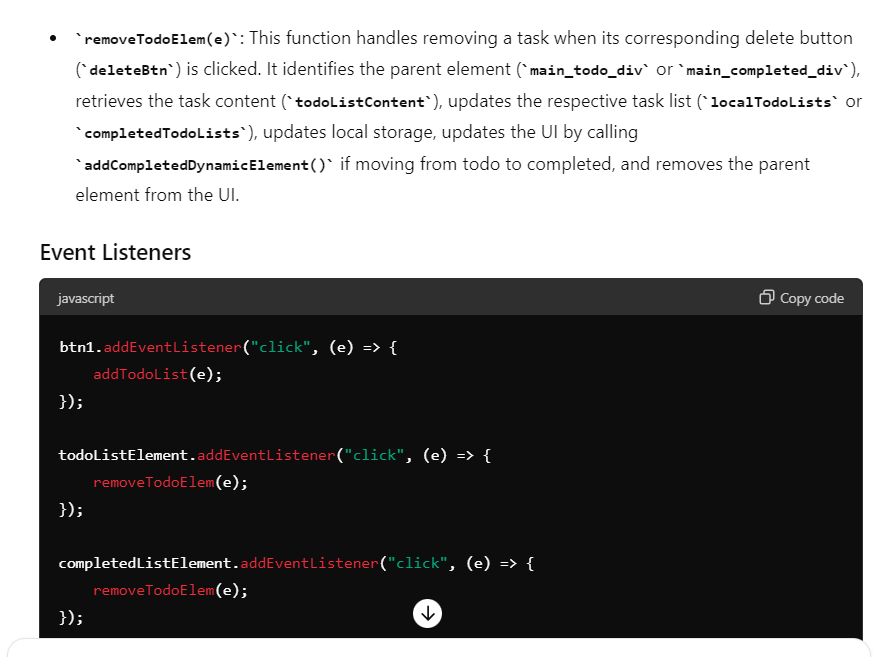 • `removeTodoElem(e)`: This function handles removing a task when its corresponding delete button
(`deleteBtn`) is clicked. It identifies the parent element (`main_todo_div` or `main_completed_div`),
retrieves the task content (`todoListContent`), updates the respective task list (`localTodoLists` or
`completedTodoLists`), updates local storage, updates the UI by calling
`addCompletedDynamicElement()` if moving from todo to completed, and removes the parent
element from the UI.
Event Listeners
javascript Copy code
btn1.addEventListener("click", (e) => {
    addTodoList(e);
});
todoListElement.addEventListener("click", (e) => {
    removeTodoElem(e);
});
completedListElement.addEventListener("click", (e) => {
    removeTodoElem(e);
});